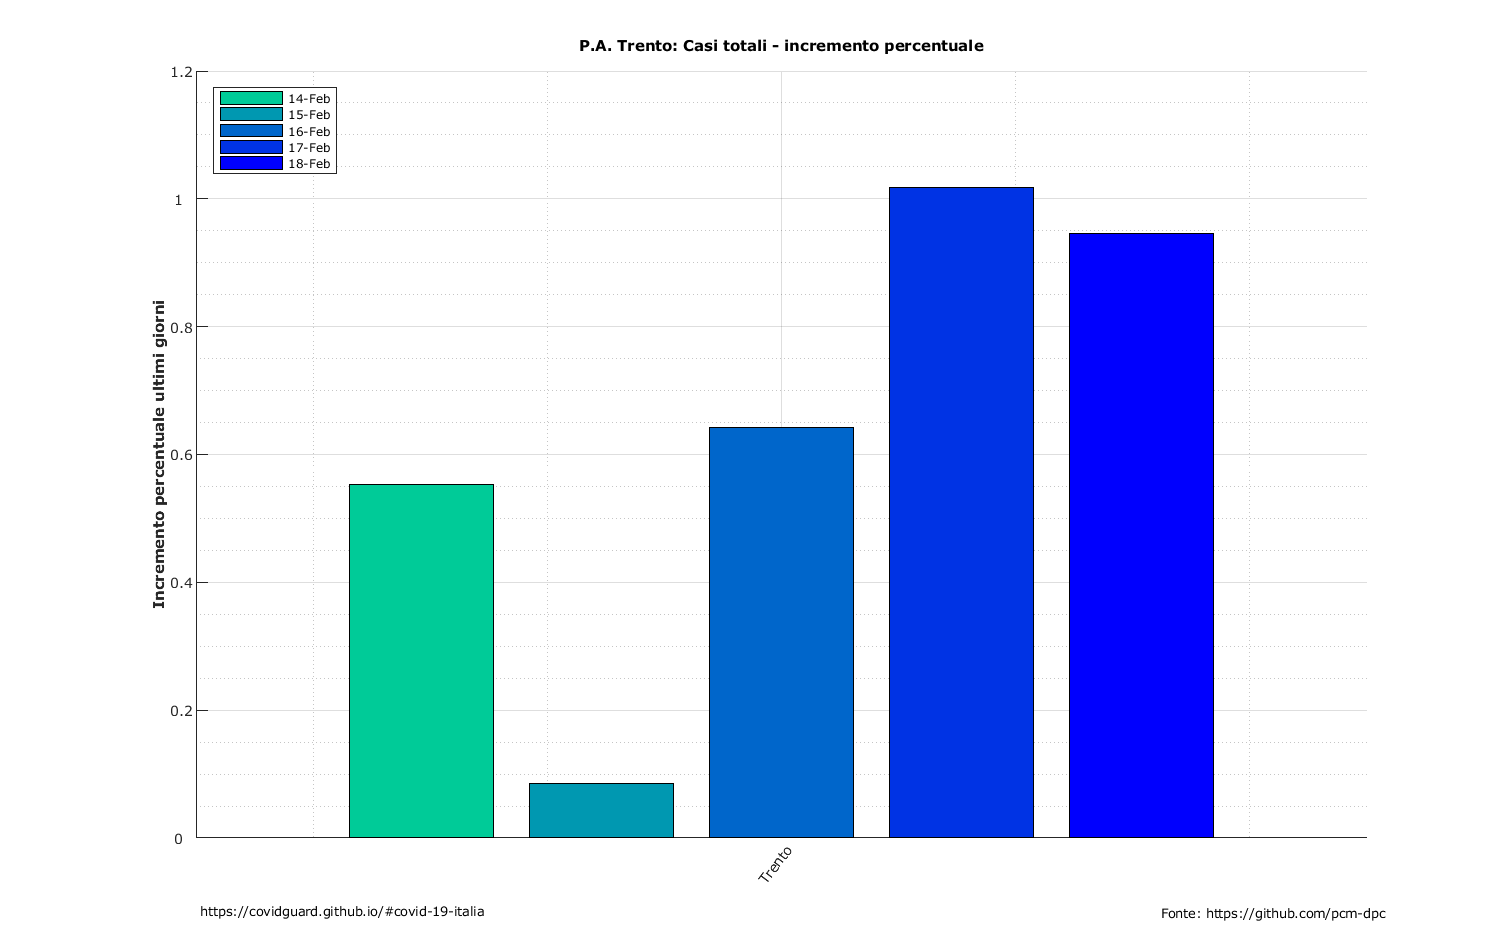 P.A. Trento: Casi totali - incremento percentuale
14-Feb
15-Feb
16-Feb
17-Feb
18-Feb
Incremento percentuale ultimi giorni
1.2
1
0.8
0.6
0.4
0.2
0
Trento
https://covidguard.github.io/#covid-19-italia
Fonte: https://github.com/pcm-dpc